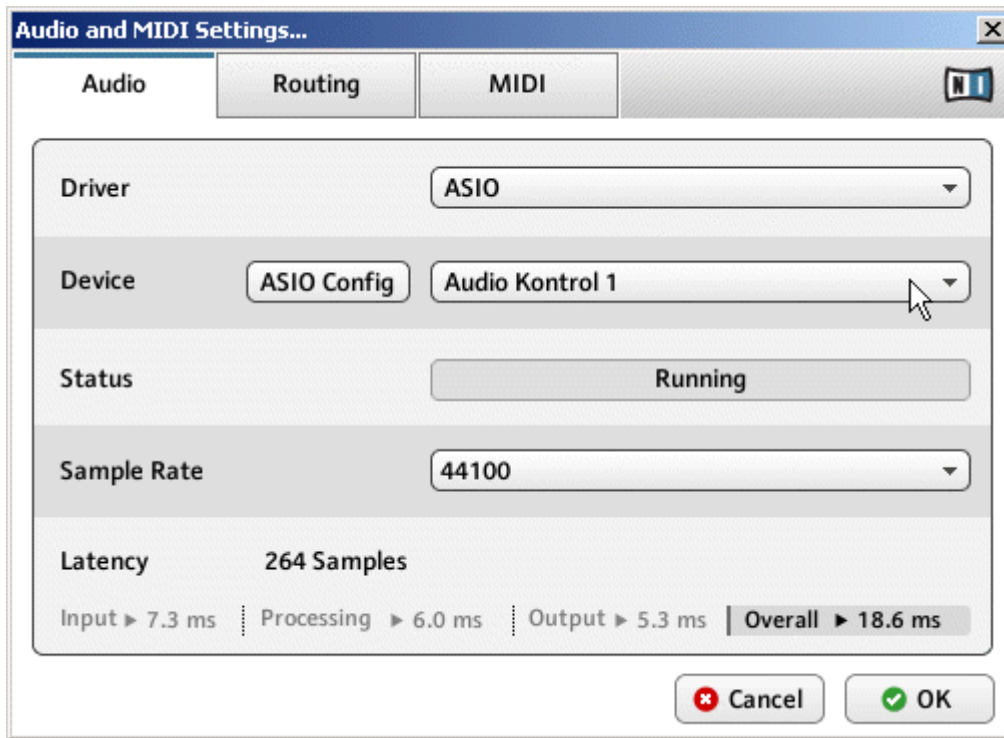 Audio and MIDI Settings...
Audio Routing MIDI NI
Driver ASIO
Device ASIO Config Audio Kontrol 1
Status Running
Sample Rate 44100
Latency 264 Samples
Input ▸ 7.3 ms Processing ▸ 6.0 ms Output ▸ 5.3 ms Overall ▸ 18.6 ms
Cancel OK